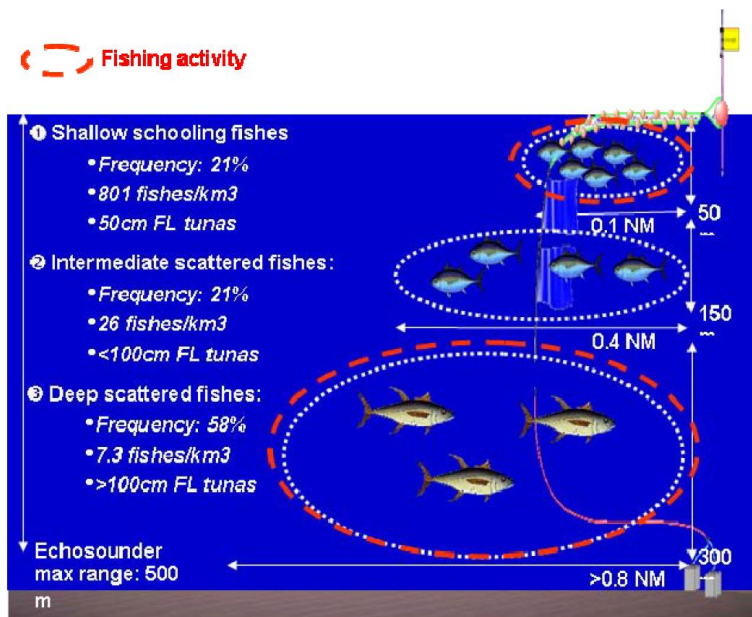 Fishing activity
❶ Shallow schooling fishes
•Frequency: 21%
•801 fishes/km3
•50cm FL tunas
0.1 NM
50
❷ Intermediate scattered fishes:
•Frequency: 21%
•26 fishes/km3
•<100cm FL tunas
150
0.4 NM
❸ Deep scattered fishes:
•Frequency: 58%
•7.3 fishes/km3
•>100cm FL tunas
Echosounder
max range: 500
m
300
>0.8 NM